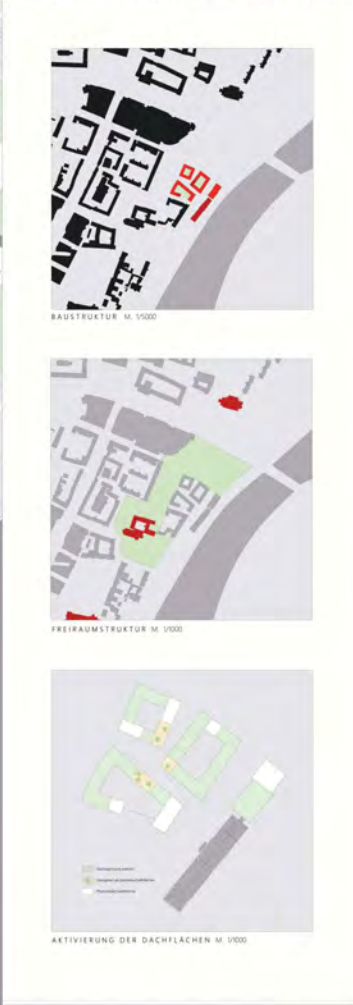 BAUSTRUKTUR M. 1/5000
FREIRAUMSTRUKTUR M. 1/1000
AKTIVIERUNG DER DACHFLÄCHEN M. 1/1000